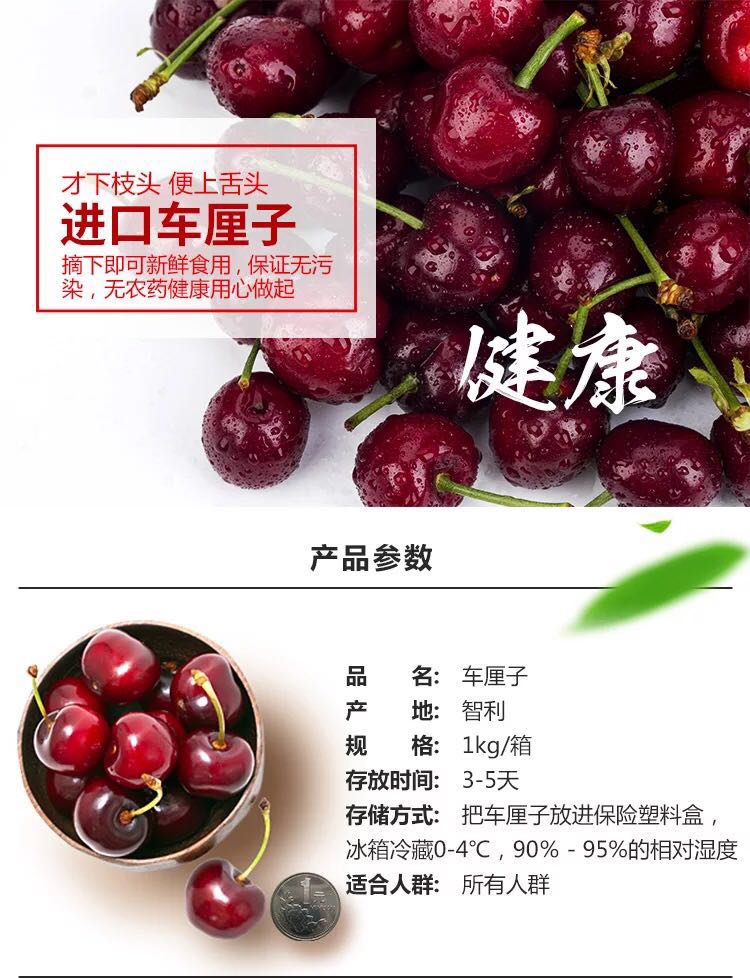 才下枝头 便上舌头
进口车厘子
摘下即可新鲜食用，保证无污
染，无农药健康用心做起
健康
产品参数
品 名: 车厘子
产 地: 智利
规 格: 1kg/箱
存放时间: 3-5天
存储方式: 把车厘子放进保险塑料盒，
冰箱冷藏0-4℃，90% - 95%的相对湿度
适合人群: 所有人群
1元